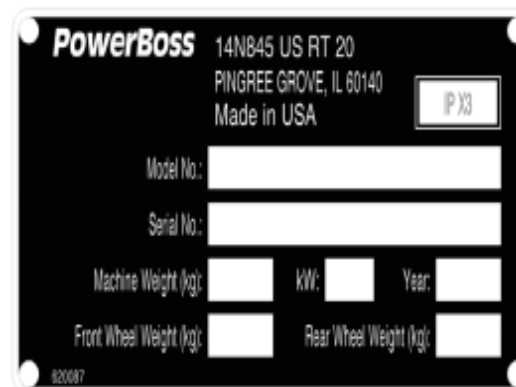 PowerBoss
14N845 US RT 20
PINGREE GROVE, IL 60140
Made in USA
IP X3
Model No.:
Serial No.:
Machine Weight (kg): kW: Year:
Front Wheel Weight (kg): Rear Wheel Weight (kg):
620087